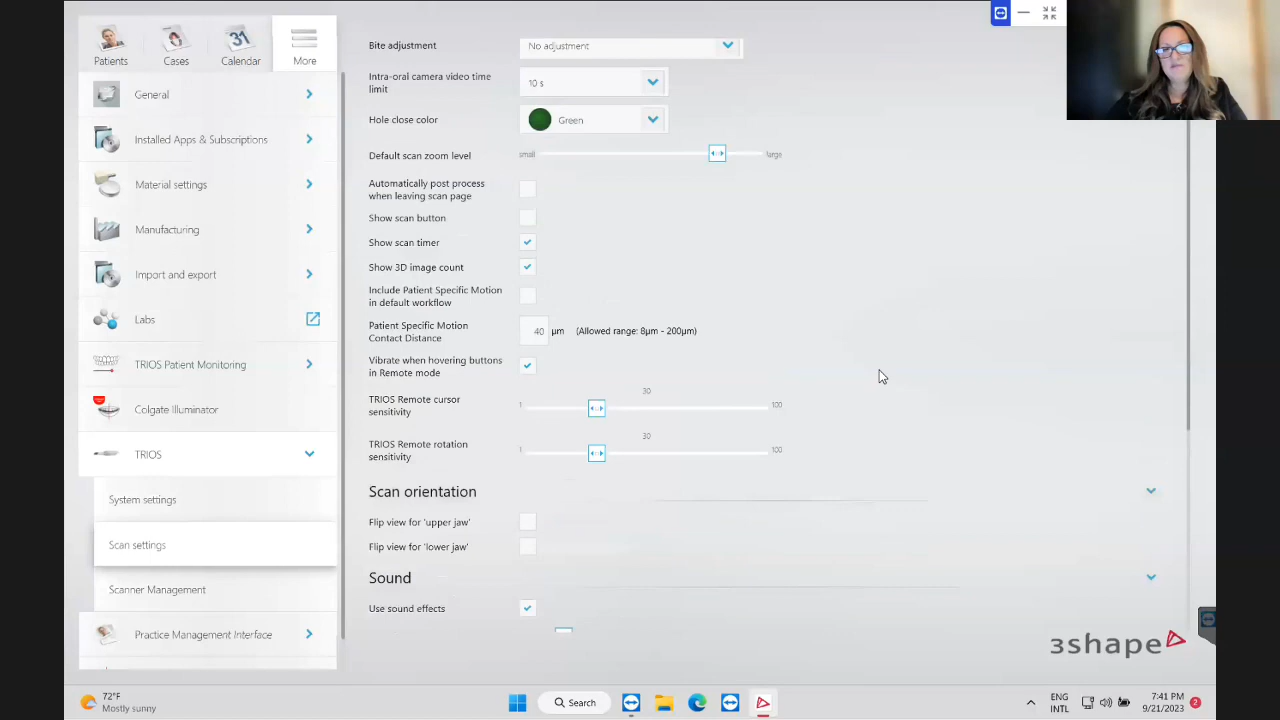 Patients
Cases
31
Calendar
More
General
Installed Apps & Subscriptions
Material settings
Manufacturing
Import and export
Labs
TRIOS Patient Monitoring
Colgate Illuminator
TRIOS
System settings
Scan settings
Scanner Management
Practice Management Interface
Bite adjustment
No adjustment
Intra-oral camera video time
limit
10 s
Hole close color
Green
Default scan zoom level
small
large
Automatically post process
when leaving scan page
Show scan button
Show scan timer
Show 3D image count
Include Patient Specific Motion
in default workflow
Patient Specific Motion
Contact Distance
40 µm (Allowed range: 8µm - 200µm)
Vibrate when hovering buttons
in Remote mode
TRIOS Remote cursor
sensitivity
1
30
100
TRIOS Remote rotation
sensitivity
1
30
100
Scan orientation
Flip view for 'upper jaw'
Flip view for 'lower jaw'
Sound
Use sound effects
3shape
72°F
Mostly sunny
Search
ENG
INTL
7:41 PM
9/21/2023
2